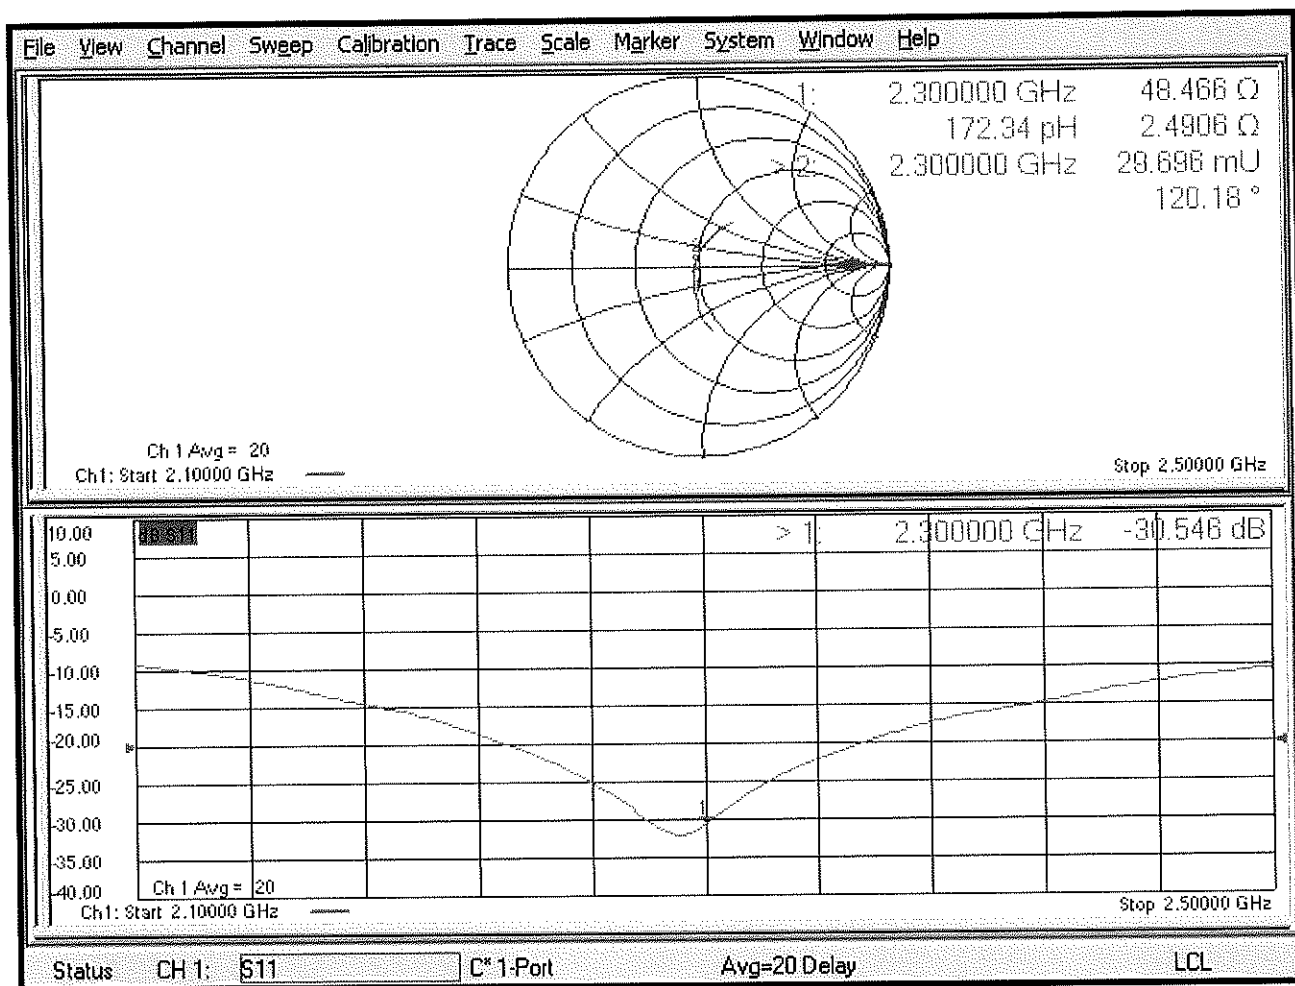 File View Channel Sweep Calibration Trace Scale Marker System Window Help
1: 2.300000 GHz 48.466 Ω
172.34 pH 2.4906 Ω
> 2: 2.300000 GHz 29.696 mU
120.18 °
Ch 1 Avg = 20
Ch1: Start 2.10000 GHz
Stop 2.50000 GHz
10.00
dB S11
> 1: 2.300000 GHz -30.546 dB
5.00
0.00
-5.00
-10.00
-15.00
-20.00
-25.00
1
-30.00
-35.00
-40.00
Ch 1 Avg = 20
Ch1: Start 2.10000 GHz
Stop 2.50000 GHz
Status CH 1: S11 C* 1-Port Avg=20 Delay LCL